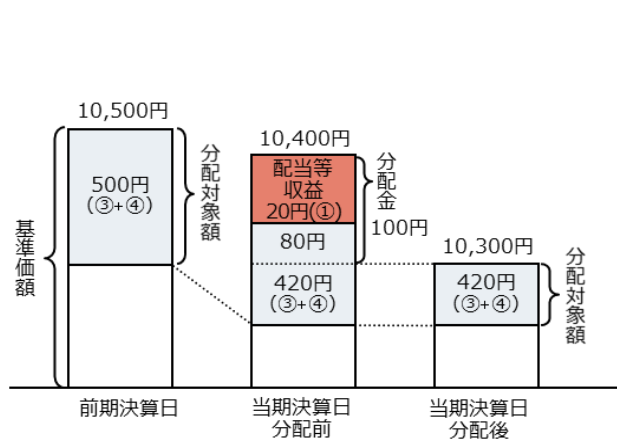 10,500円
500円
(③+④)
分配対象額
基準価額
前期決算日
10,400円
配当等
収益
20円(①)
80円
420円
(③+④)
分配金
100円
当期決算日
分配前
10,300円
420円
(③+④)
分配対象額
当期決算日
分配後